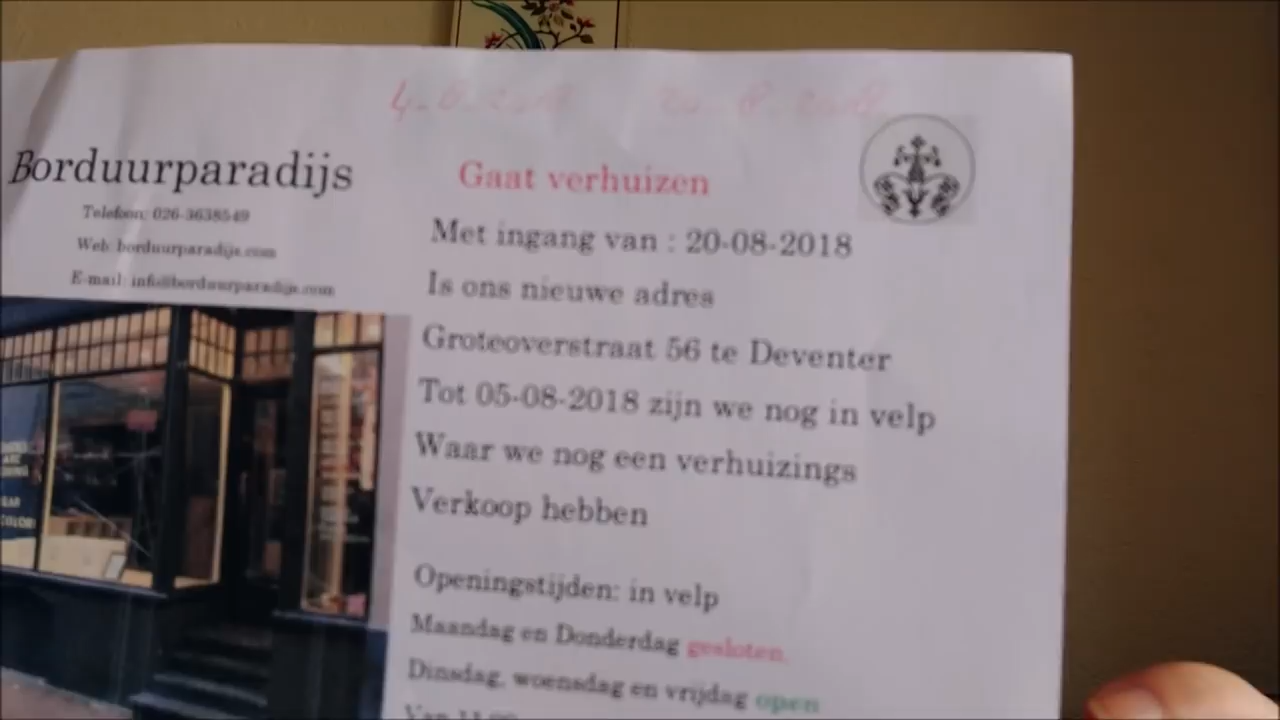 Borduurparadijs
Telefoon: 026-3638549
Web: borduurparadijs.com
E-mail: info@borduurparadijs.com
Gaat verhuizen
Met ingang van : 20-08-2018
Is ons nieuwe adres
Groteoverstraat 56 te Deventer
Tot 05-08-2018 zijn we nog in velp
Waar we nog een verhuizings
Verkoop hebben
Openingstijden: in velp
Maandag en Donderdag gesloten.
Dinsdag, woensdag en vrijdag open